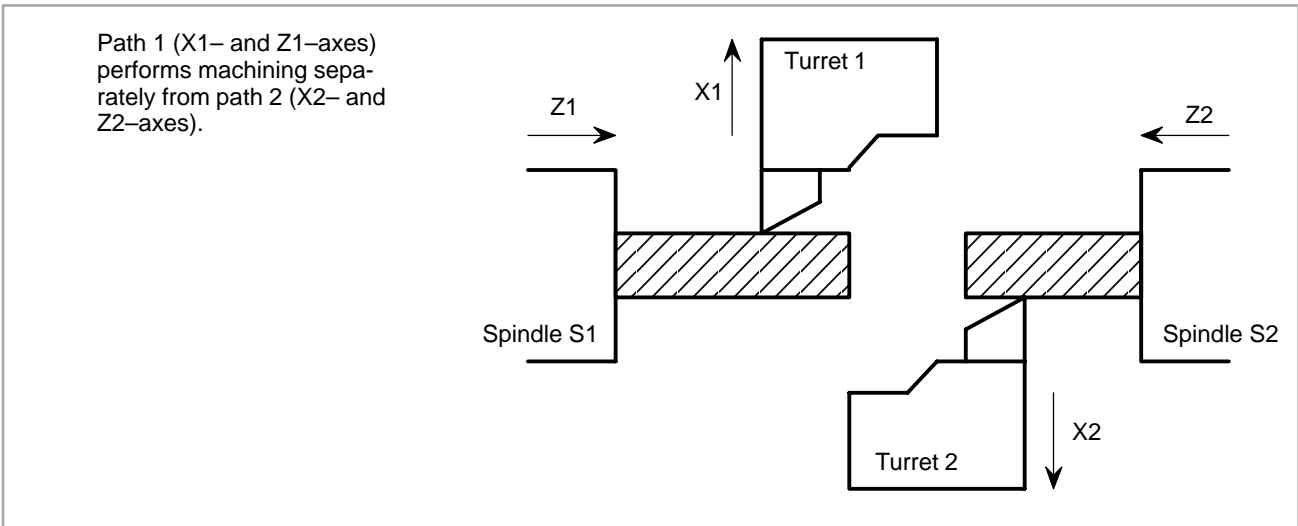 Path 1 (X1– and Z1–axes)
performs machining sepa-
rately from path 2 (X2– and
Z2–axes).
Turret 1
X1
Z1
Z2
Spindle S1
Spindle S2
X2
Turret 2